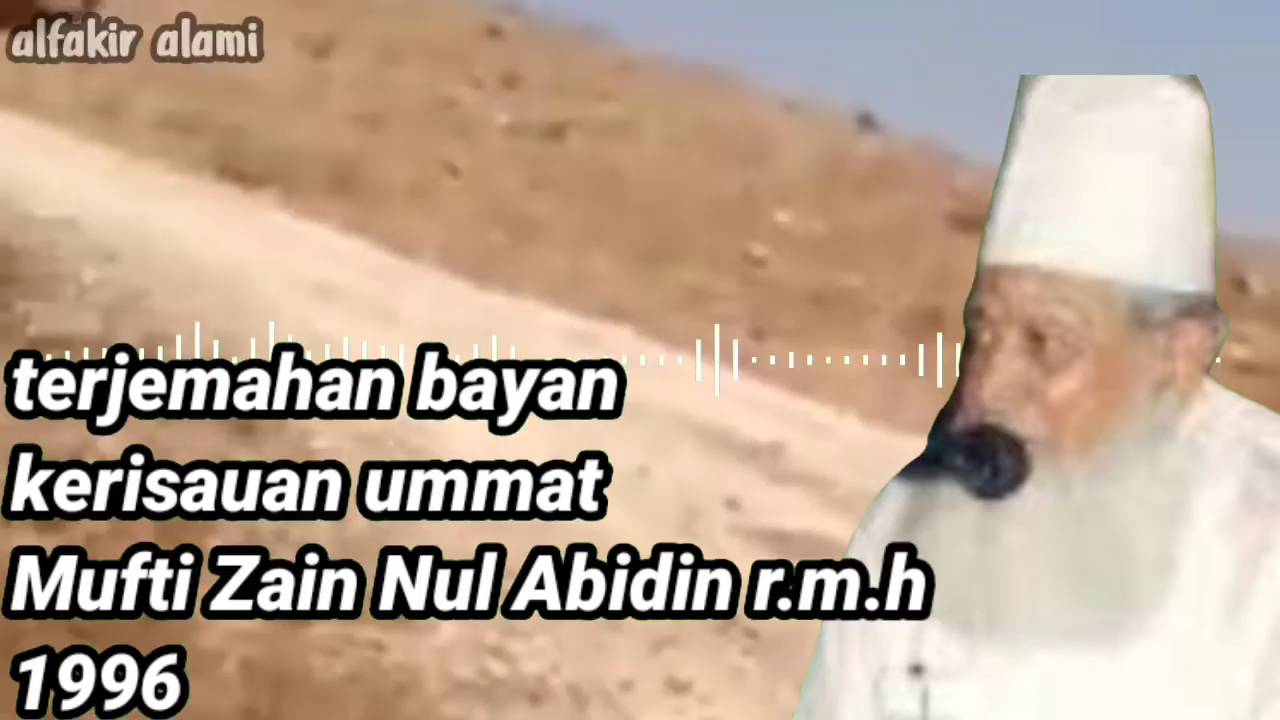 alfakir alami
terjemahan bayan
kerisauan ummat
Mufti Zain Nul Abidin r.m.h
1996